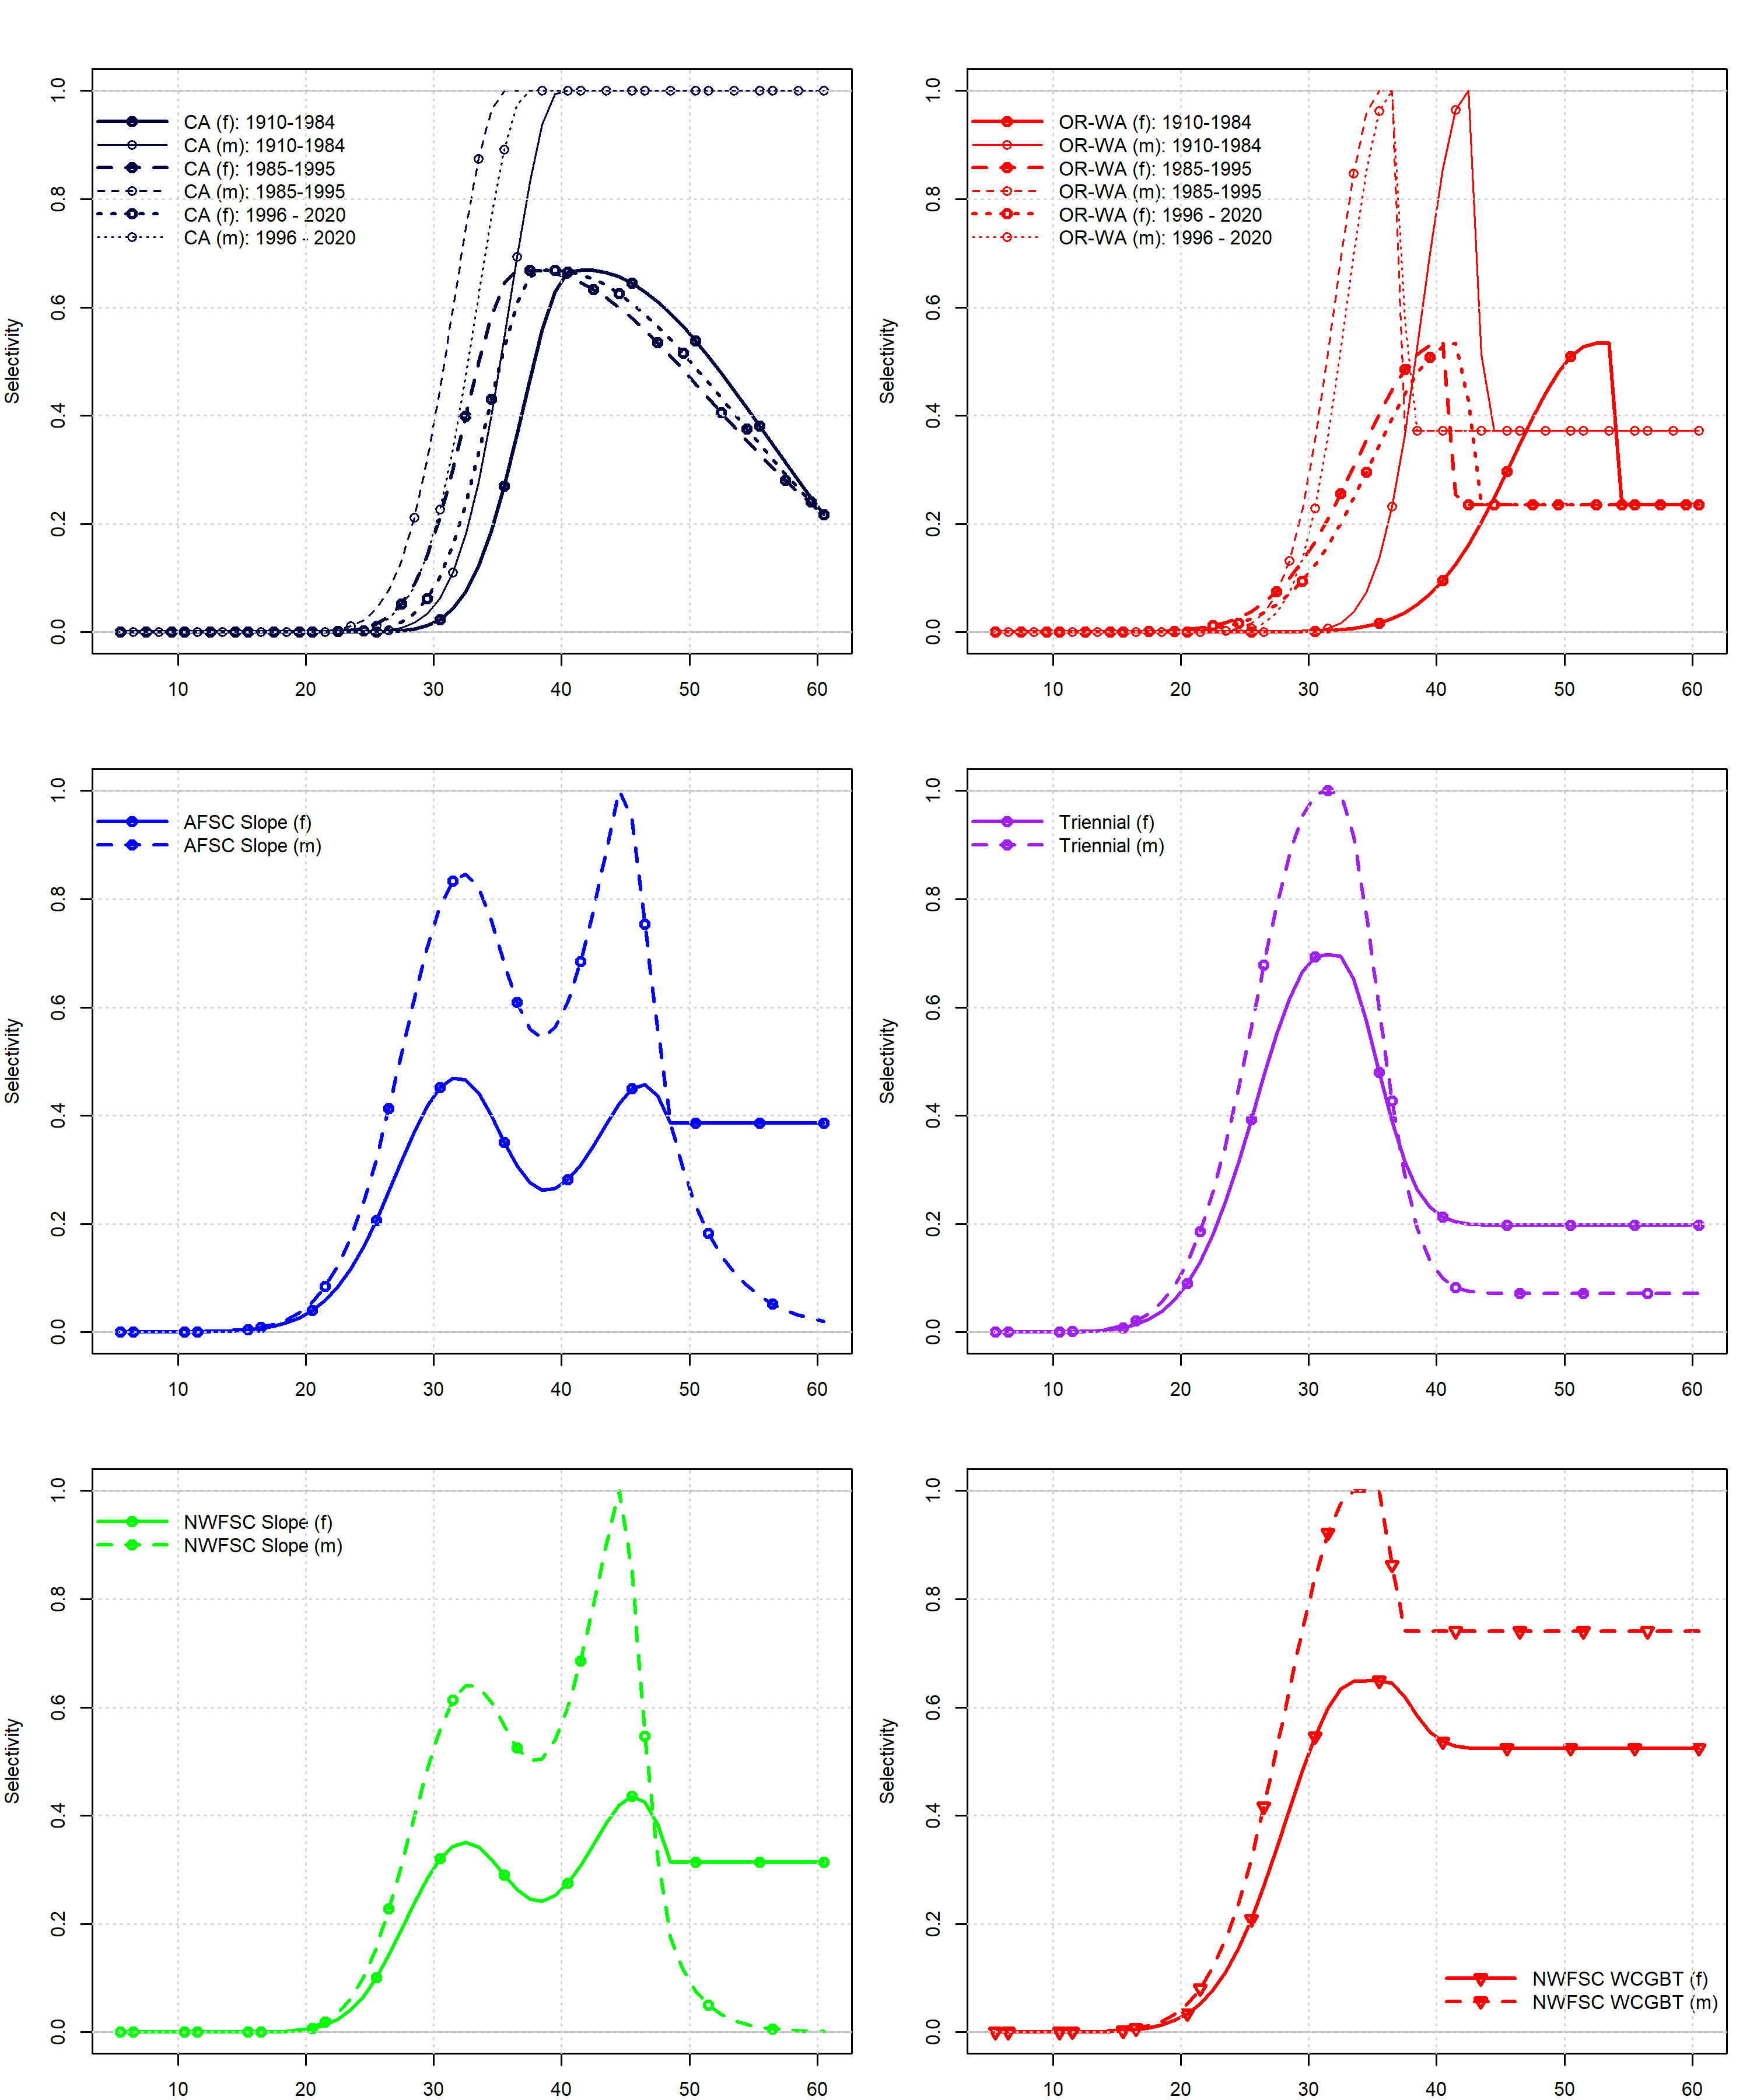 Selectivity
1.0
0.8
0.6
0.4
0.2
0.0
CA (f): 1910-1984
CA (m): 1910-1984
CA (f): 1985-1995
CA (m): 1985-1995
CA (f): 1996 - 2020
CA (m): 1996 - 2020
10 20 30 40 50 60
Selectivity
1.0
0.8
0.6
0.4
0.2
0.0
OR-WA (f): 1910-1984
OR-WA (m): 1910-1984
OR-WA (f): 1985-1995
OR-WA (m): 1985-1995
OR-WA (f): 1996 - 2020
OR-WA (m): 1996 - 2020
10 20 30 40 50 60
Selectivity
1.0
0.8
0.6
0.4
0.2
0.0
AFSC Slope (f)
AFSC Slope (m)
10 20 30 40 50 60
Selectivity
1.0
0.8
0.6
0.4
0.2
0.0
Triennial (f)
Triennial (m)
10 20 30 40 50 60
Selectivity
1.0
0.8
0.6
0.4
0.2
0.0
NWFSC Slope (f)
NWFSC Slope (m)
10 20 30 40 50 60
Selectivity
1.0
0.8
0.6
0.4
0.2
0.0
NWFSC WCGBT (f)
NWFSC WCGBT (m)
10 20 30 40 50 60